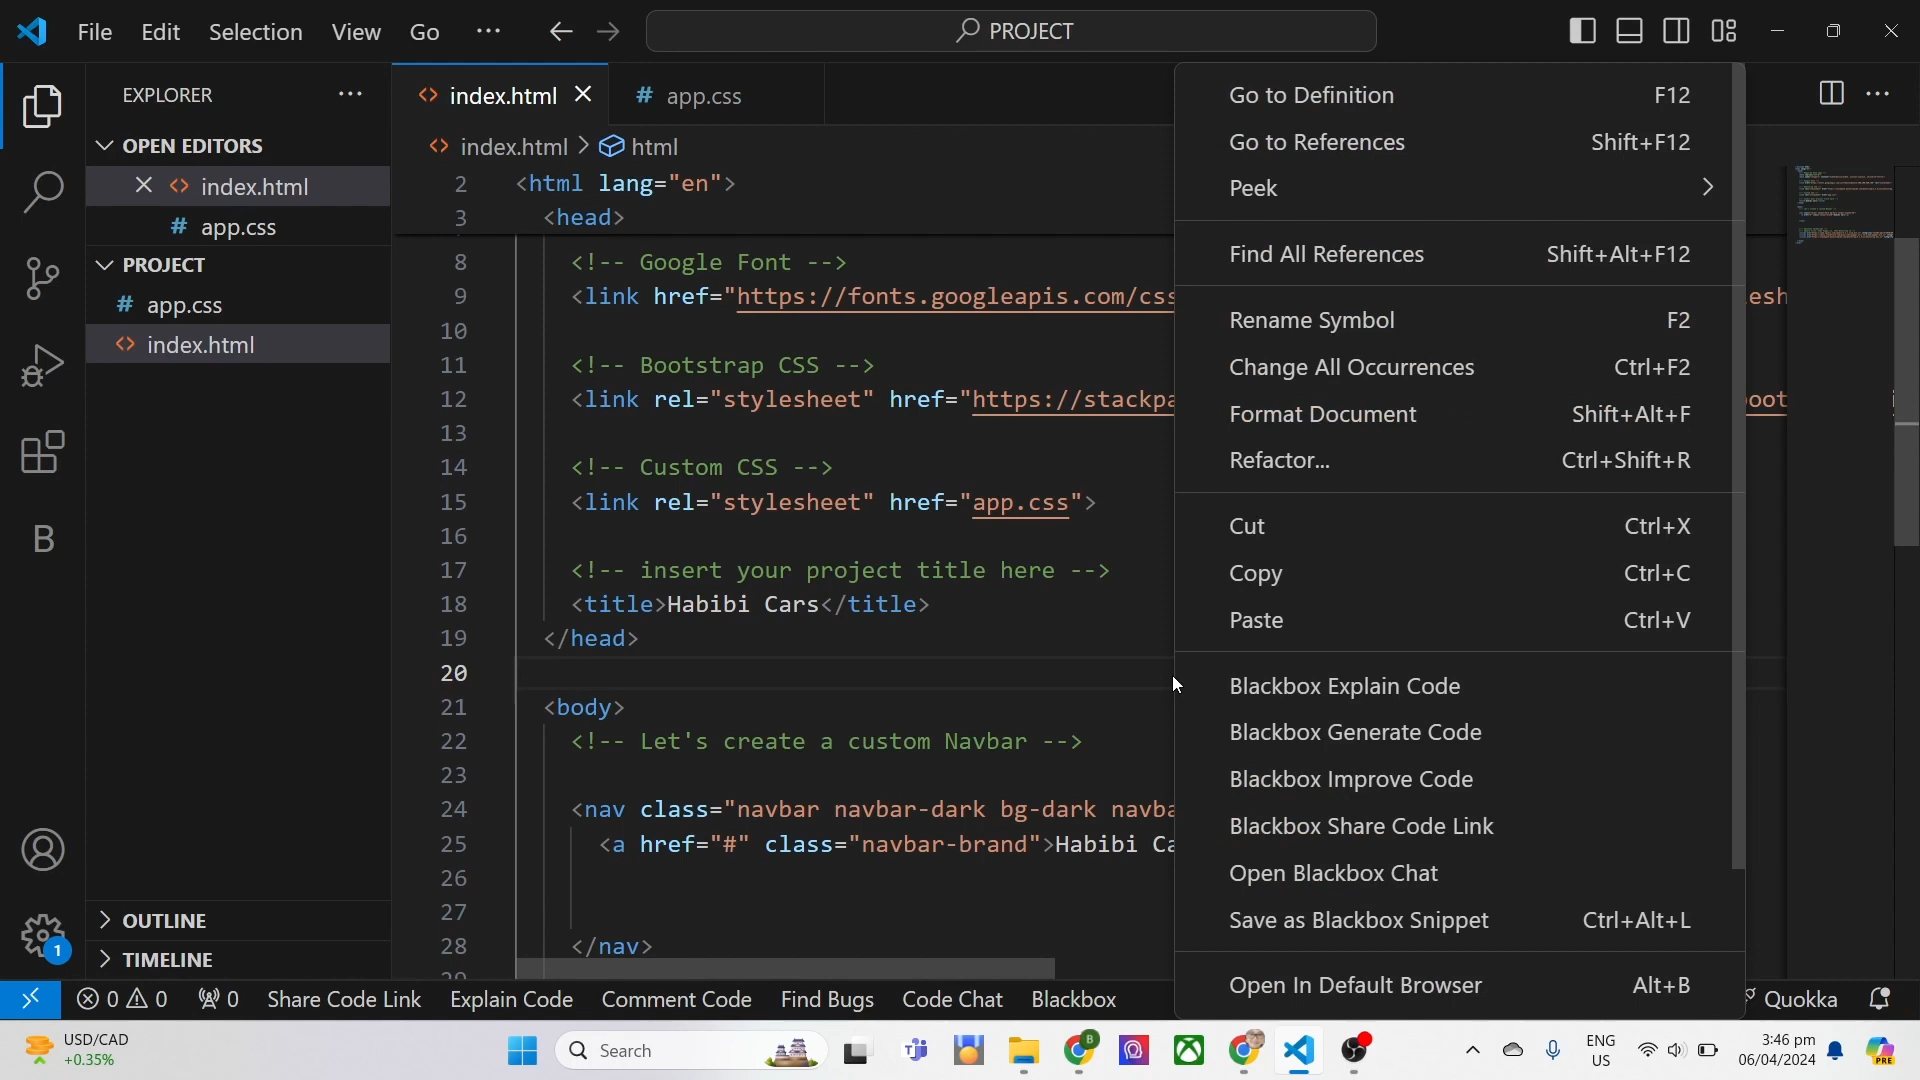 File Edit Selection View Go ··· PROJECT
EXPLORER ···
OPEN EDITORS
index.html
# app.css
PROJECT
# app.css
<> index.html
OUTLINE
TIMELINE
B
1
<> index.html # app.css
<> index.html > html
2 <html lang="en">
3 <head>
8 <!-- Google Font -->
9 <link href="https://fonts.googleapis.com/css
10
11 <!-- Bootstrap CSS -->
12 <link rel="stylesheet" href="https://stackpa
13
14 <!-- Custom CSS -->
15 <link rel="stylesheet" href="app.css">
16
17 <!-- insert your project title here -->
18 <title>Habibi Cars</title>
19 </head>
20
21 <body>
22 <!-- Let's create a custom Navbar -->
23
24 <nav class="navbar navbar-dark bg-dark navba
25 <a href="#" class="navbar-brand">Habibi Ca
26
27
28 </nav>
Go to Definition F12
Go to References Shift+F12
Peek
Find All References Shift+Alt+F12
Rename Symbol F2
Change All Occurrences Ctrl+F2
Format Document Shift+Alt+F
Refactor... Ctrl+Shift+R
Cut Ctrl+X
Copy Ctrl+C
Paste Ctrl+V
Blackbox Explain Code
Blackbox Generate Code
Blackbox Improve Code
Blackbox Share Code Link
Open Blackbox Chat
Save as Blackbox Snippet Ctrl+Alt+L
Open In Default Browser Alt+B
esh
oot
0 0 0 Share Code Link Explain Code Comment Code Find Bugs Code Chat Blackbox Quokka
USD/CAD
+0.35%
Search
B
ENG
US
3:46 pm
06/04/2024
PRE